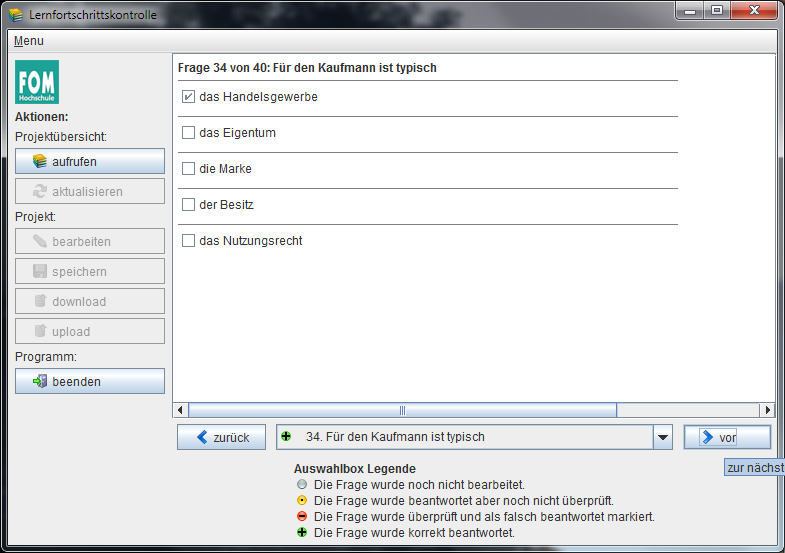 Lernfortschrittskontrolle
Menu
FOM
Hochschule
Aktionen:
Projektübersicht:
aufrufen
aktualisieren
Projekt:
bearbeiten
speichern
download
upload
Programm:
beenden
Frage 34 von 40: Für den Kaufmann ist typisch
das Handelsgewerbe
das Eigentum
die Marke
der Besitz
das Nutzungsrecht
zurück
34. Für den Kaufmann ist typisch
vor
zur nächst
Auswahlbox Legende
Die Frage wurde noch nicht bearbeitet.
Die Frage wurde beantwortet aber noch nicht überprüft.
Die Frage wurde überprüft und als falsch beantwortet markiert.
Die Frage wurde korrekt beantwortet.